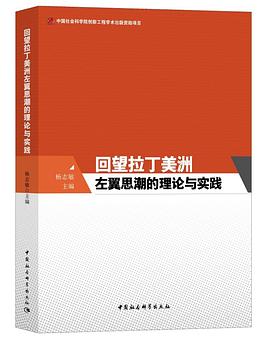 中国社会科学院创新工程学术出版资助项目
回望拉丁美洲
左翼思潮的理论与实践
杨志敏
主编
中国社会科学出版社
回望拉丁美洲左翼思潮的理论与实践
杨志敏 主编